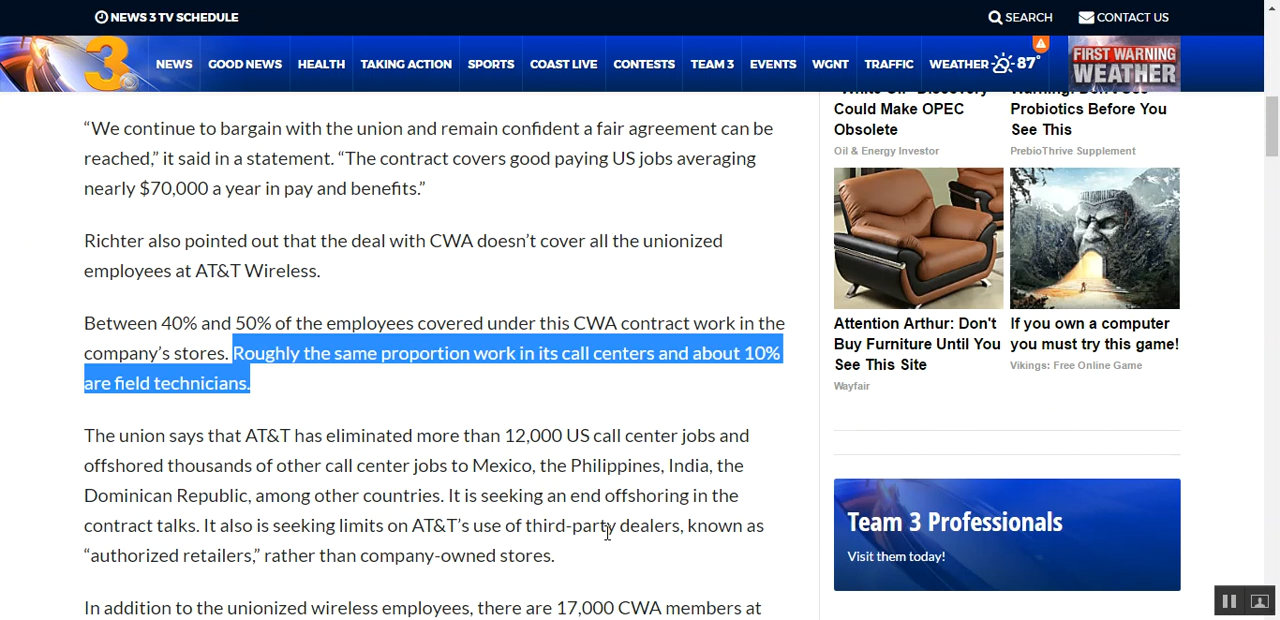 NEWS 3 TV SCHEDULE
SEARCH
CONTACT US
3
NEWS
GOOD NEWS
HEALTH
TAKING ACTION
SPORTS
COAST LIVE
CONTESTS
TEAM 3
EVENTS
WGNT
TRAFFIC
WEATHER
87°
FIRST WARNING
WEATHER
“We continue to bargain with the union and remain confident a fair agreement can be
reached,” it said in a statement. “The contract covers good paying US jobs averaging
nearly $70,000 a year in pay and benefits.”
Richter also pointed out that the deal with CWA doesn’t cover all the unionized
employees at AT&T Wireless.
Between 40% and 50% of the employees covered under this CWA contract work in the
company’s stores. Roughly the same proportion work in its call centers and about 10%
are field technicians.
The union says that AT&T has eliminated more than 12,000 US call center jobs and
offshored thousands of other call center jobs to Mexico, the Philippines, India, the
Dominican Republic, among other countries. It is seeking an end offshoring in the
contract talks. It also is seeking limits on AT&T’s use of third-party dealers, known as
“authorized retailers,” rather than company-owned stores.
In addition to the unionized wireless employees, there are 17,000 CWA members at
Could Make OPEC
Obsolete
Oil & Energy Investor
Probiotics Before You
See This
PrebioThrive Supplement
Attention Arthur: Don't
Buy Furniture Until You
See This Site
Wayfair
If you own a computer
you must try this game!
Vikings: Free Online Game
Team 3 Professionals
Visit them today!